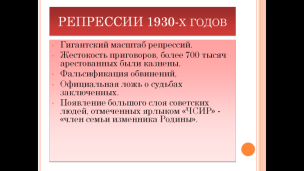 РЕПРЕССИИ 1930-Х ГОДОВ
Гигантский масштаб репрессий.
Жестокость приговоров, более 700 тысяч
арестованных были казнены.
Фальсификация обвинений.
Официальная ложь о судьбах
заключенных.
Появление большого слоя советских
людей, отмеченных ярлыком «ЧСИР» -
«член семьи изменника Родины».